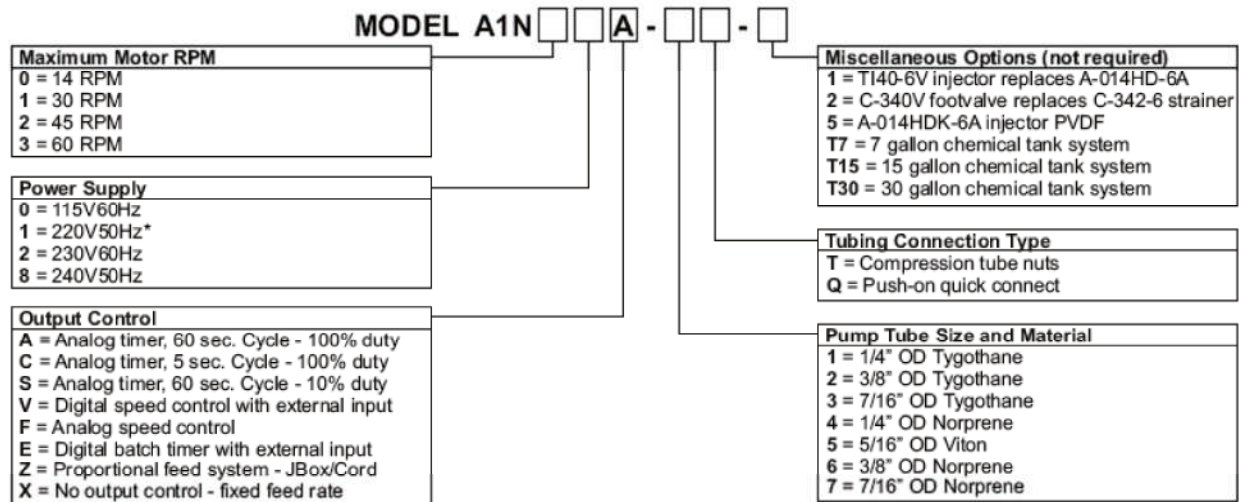 MODEL A1N A - -
Maximum Motor RPM
0 = 14 RPM
1 = 30 RPM
2 = 45 RPM
3 = 60 RPM
Power Supply
0 = 115V60Hz
1 = 220V50Hz*
2 = 230V60Hz
8 = 240V50Hz
Output Control
A = Analog timer, 60 sec. Cycle - 100% duty
C = Analog timer, 5 sec. Cycle - 100% duty
S = Analog timer, 60 sec. Cycle - 10% duty
V = Digital speed control with external input
F = Analog speed control
E = Digital batch timer with external input
Z = Proportional feed system - JBox/Cord
X = No output control - fixed feed rate
Miscellaneous Options (not required)
1 = TI40-6V injector replaces A-014HD-6A
2 = C-340V footvalve replaces C-342-6 strainer
5 = A-014HDK-6A injector PVDF
T7 = 7 gallon chemical tank system
T15 = 15 gallon chemical tank system
T30 = 30 gallon chemical tank system
Tubing Connection Type
T = Compression tube nuts
Q = Push-on quick connect
Pump Tube Size and Material
1 = 1/4" OD Tygothane
2 = 3/8" OD Tygothane
3 = 7/16" OD Tygothane
4 = 1/4" OD Norprene
5 = 5/16" OD Viton
6 = 3/8" OD Norprene
7 = 7/16" OD Norprene